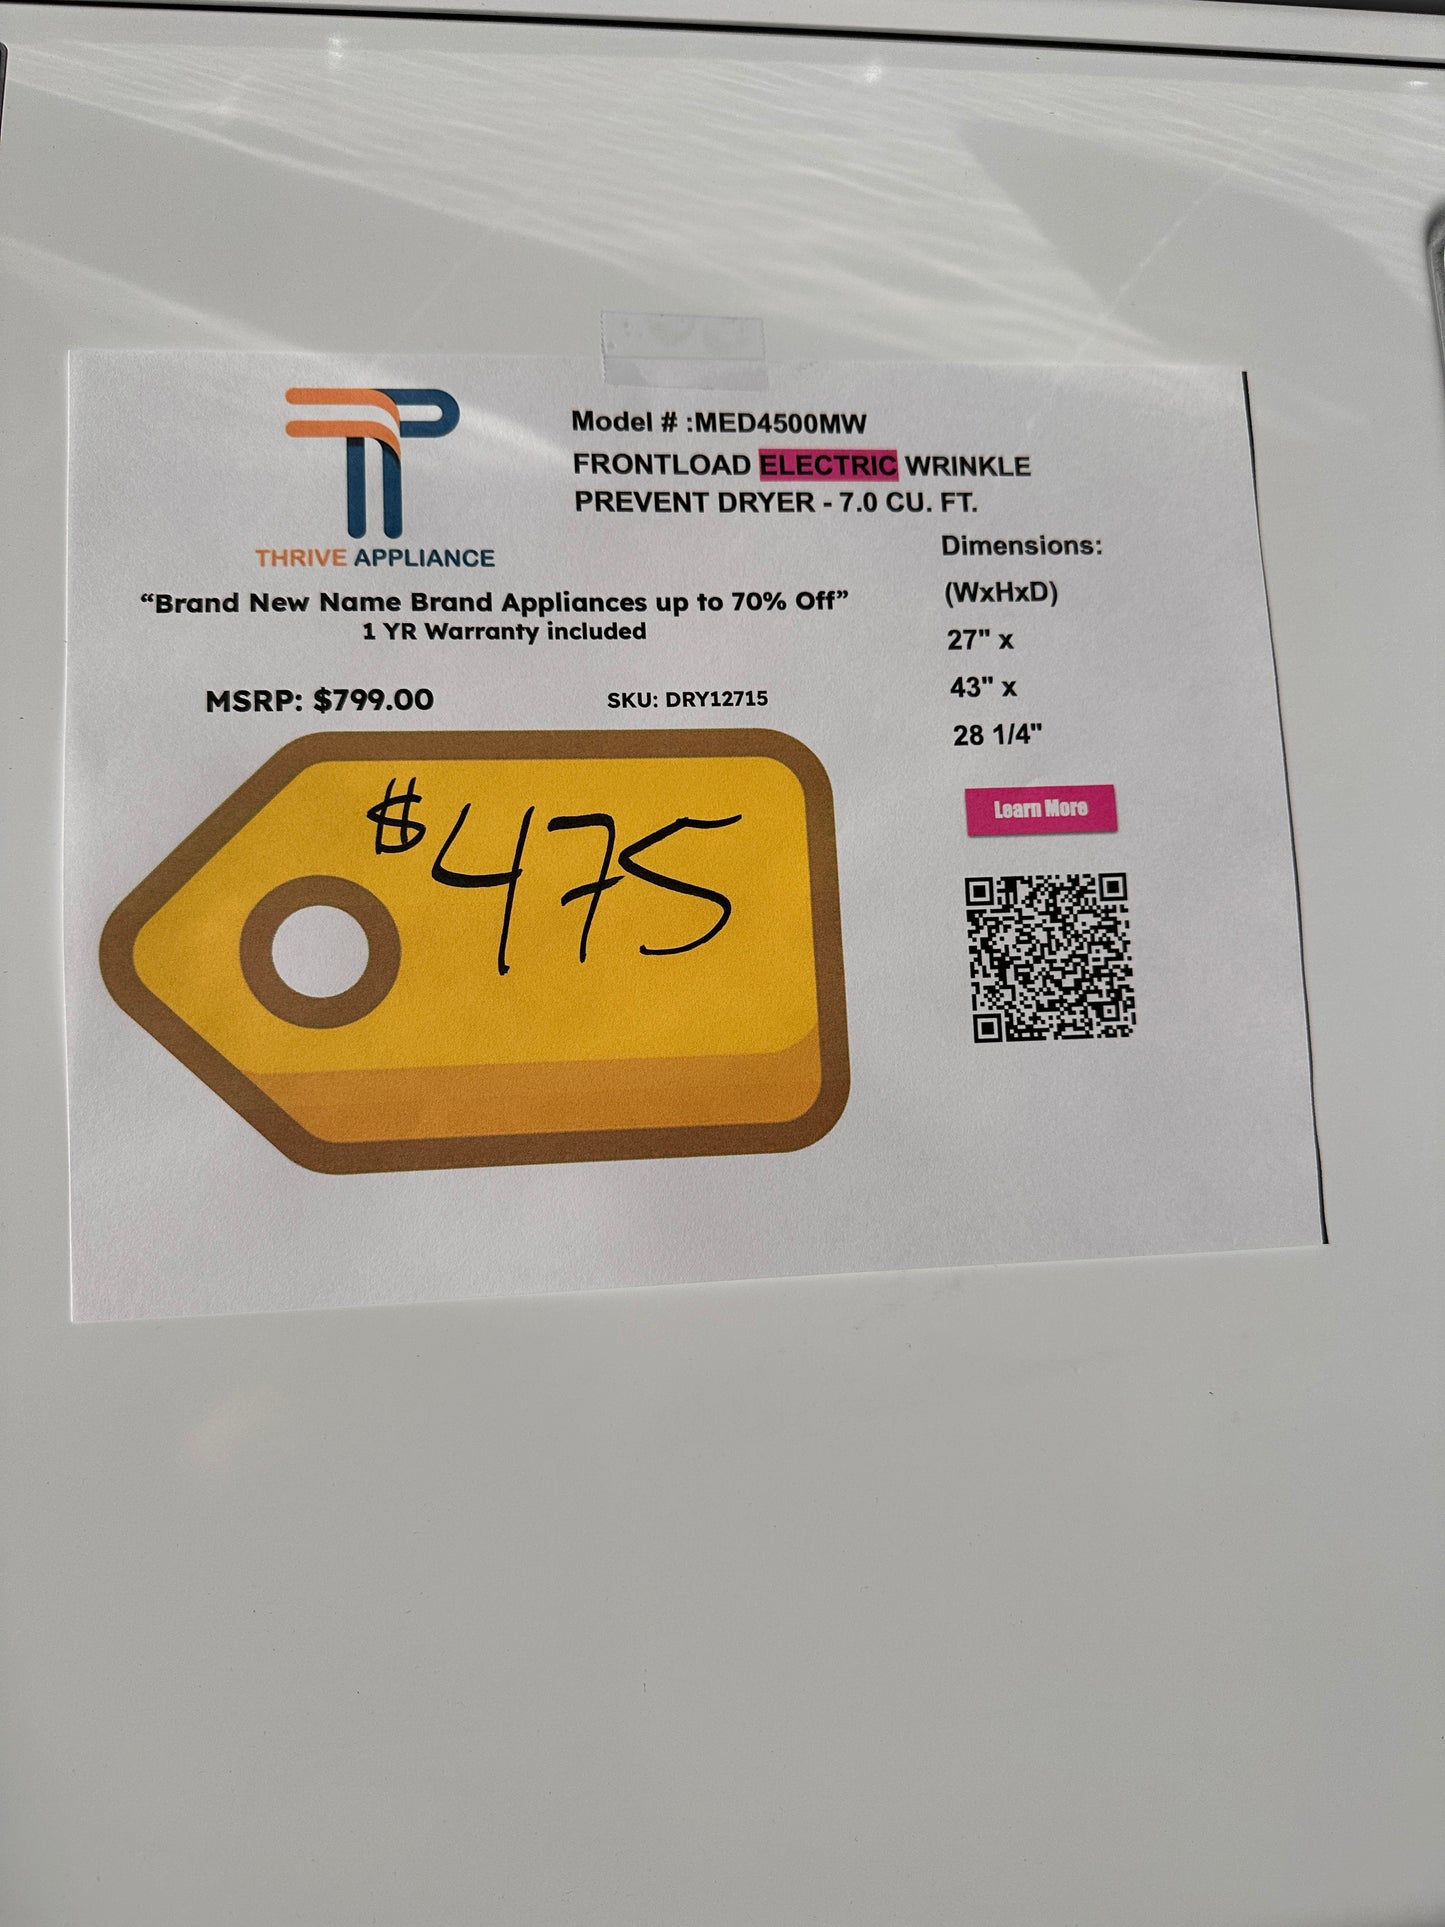 Model # :MED4500MW
FRONTLOAD ELECTRIC WRINKLE
PREVENT DRYER - 7.0 CU. FT.
THRIVE APPLIANCE
“Brand New Name Brand Appliances up to 70% Off”
1 YR Warranty included
MSRP: $799.00
SKU: DRY12715
$475
Dimensions:
(WxHxD)
27" x
43" x
28 1/4"
Learn More